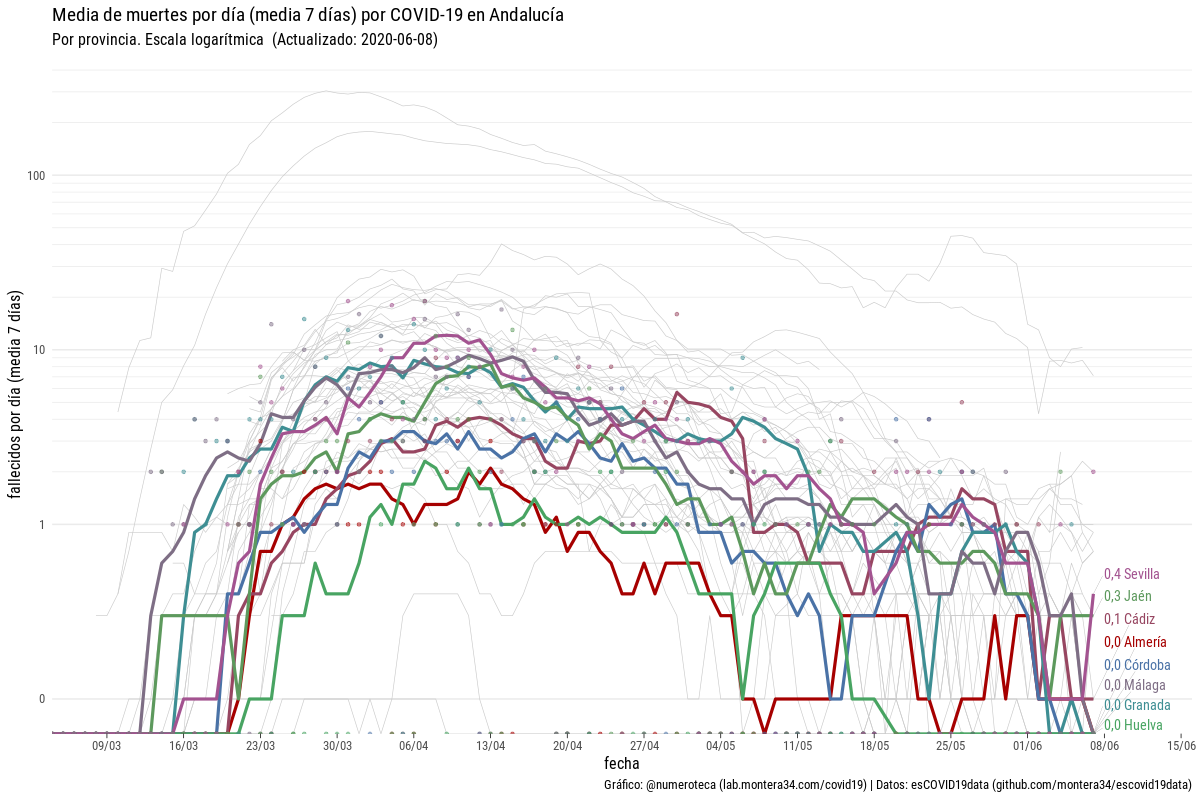 Media de muertes por día (media 7 días) por COVID-19 en Andalucía
Por provincia. Escala logarítmica (Actualizado: 2020-06-08)
fallecidos por día (media 7 días)
100
10
1
0
0,4 Sevilla
0,3 Jaén
0,1 Cádiz
0,0 Almería
0,0 Córdoba
0,0 Málaga
0,0 Granada
0,0 Huelva
09/03 16/03 23/03 30/03 06/04 13/04 20/04 27/04 04/05 11/05 18/05 25/05 01/06 08/06 15/06
fecha
Gráfico: @numeroteca (lab.montera34.com/covid19) | Datos: esCOVID19data (github.com/montera34/escovid19data)